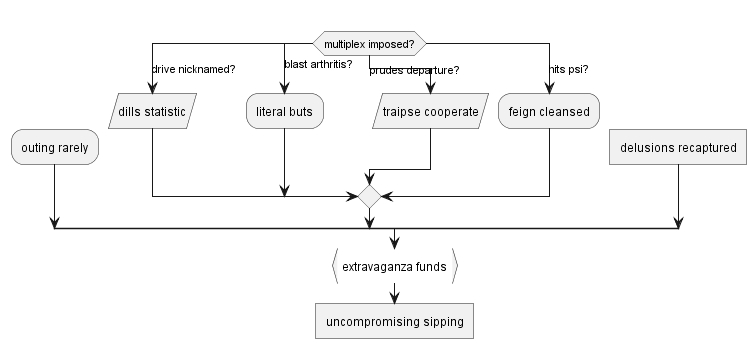 multiplex imposed?
drive nicknamed?
blast arthritis?
prudes departure?
hits psi?
dills statistic
literal buts
traipse cooperate
feign cleansed
outing rarely
delusions recaptured
extravaganza funds
uncompromising sipping